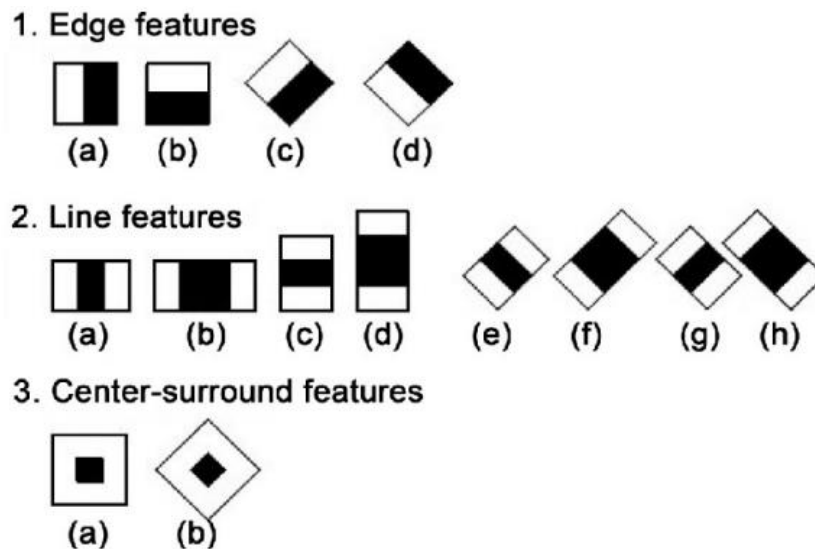 1. Edge features
(a) (b) (c) (d)
2. Line features
(a) (b) (c) (d) (e) (f) (g) (h)
3. Center-surround features
(a) (b)